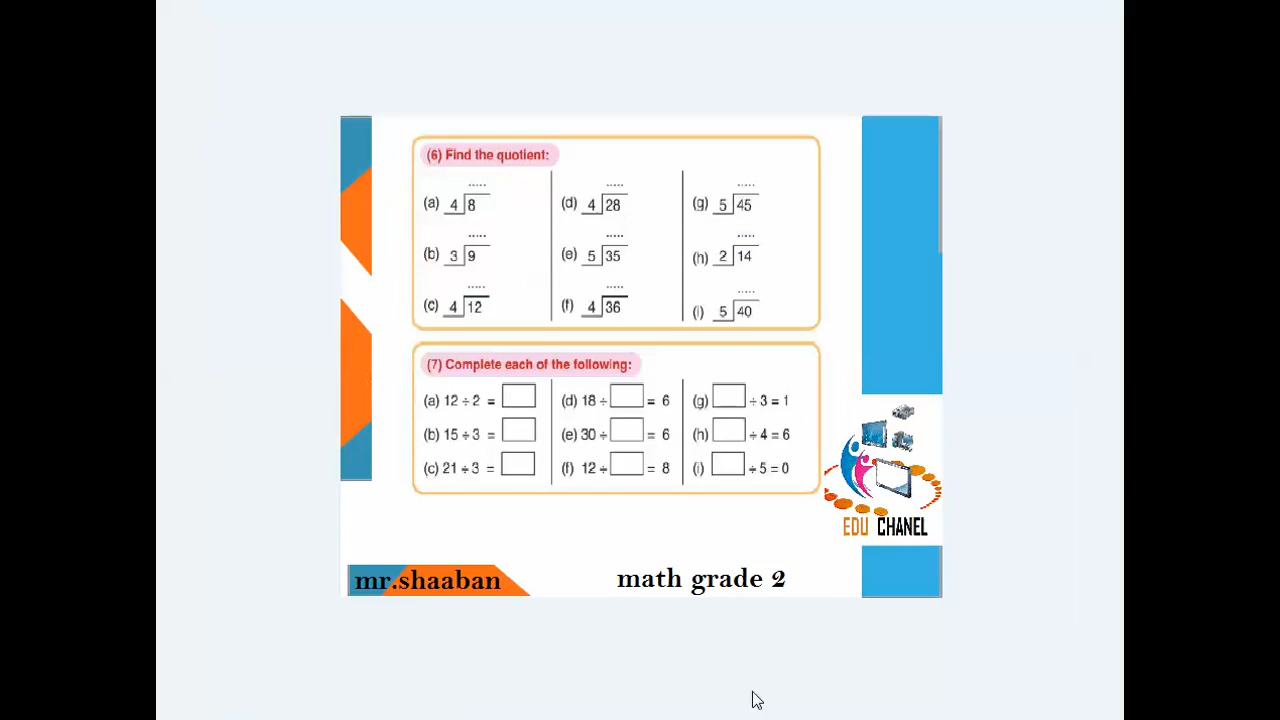 (6) Find the quotient:
..... ..... .....
(a) 4 8 (d) 4 28 (g) 5 45
..... ..... .....
(b) 3 9 (e) 5 35 (h) 2 14
..... ..... .....
(c) 4 12 (f) 4 36 (i) 5 40
(7) Complete each of the following:
(a) 12 ÷ 2 = (d) 18 ÷ = 6 (g) ÷ 3 = 1
(b) 15 ÷ 3 = (e) 30 ÷ = 6 (h) ÷ 4 = 6
(c) 21 ÷ 3 = (f) 12 ÷ = 8 (i) ÷ 5 = 0
EDU CHANEL
mr.shaaban math grade 2